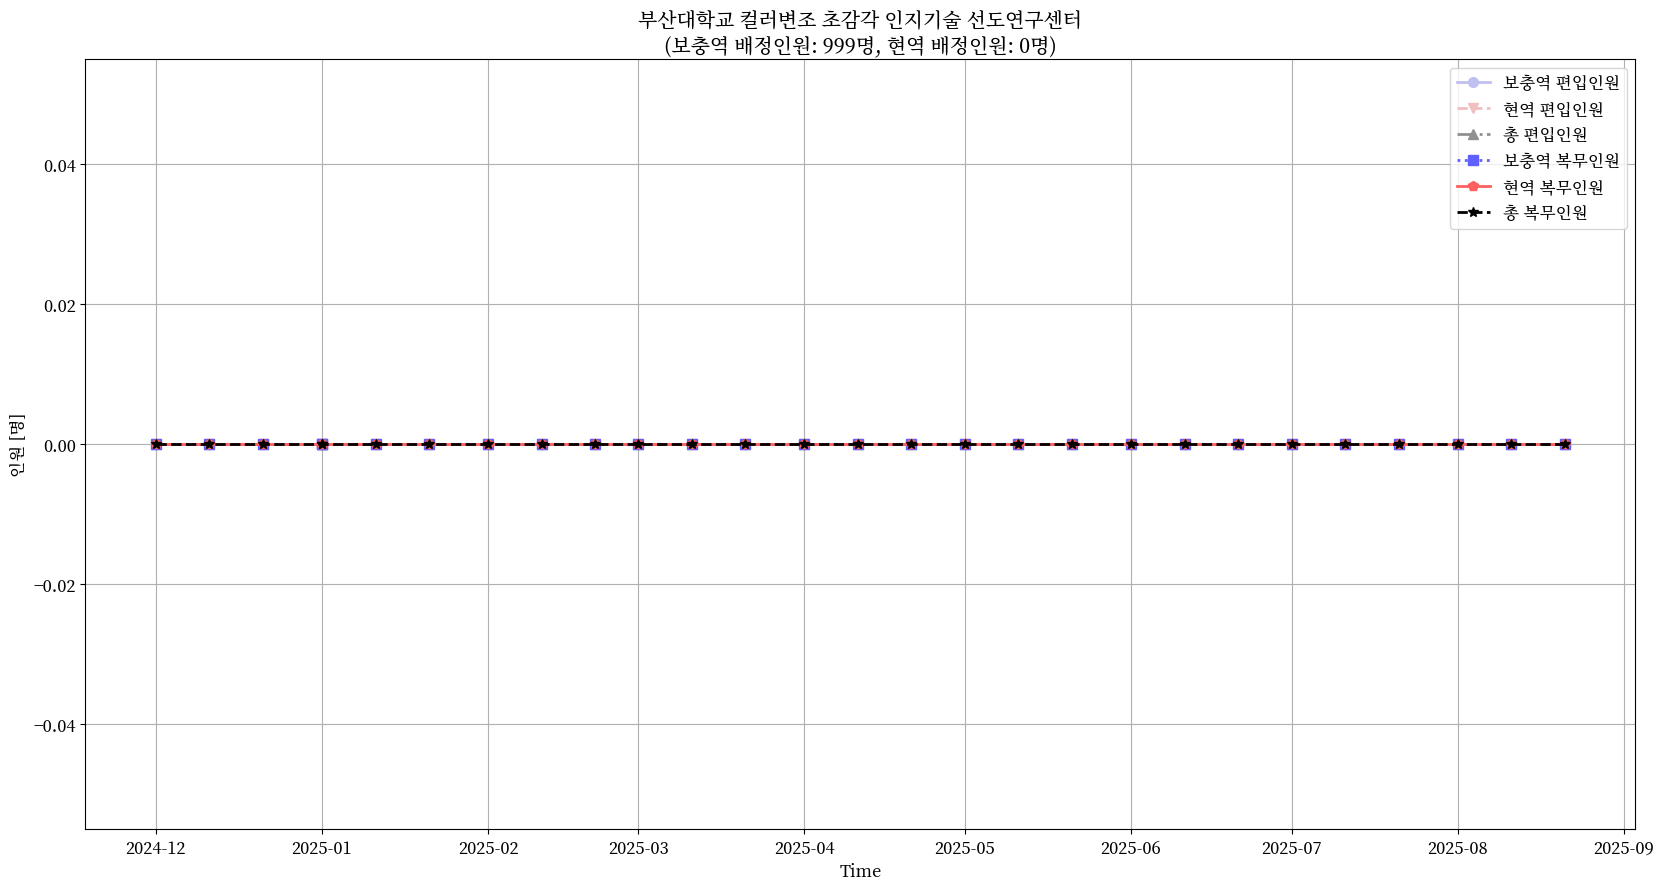 부산대학교 컬러변조 초감각 인지기술 선도연구센터
(보충역 배정인원: 999명, 현역 배정인원: 0명)
보충역 편입인원
현역 편입인원
총 편입인원
보충역 복무인원
현역 복무인원
총 복무인원
인원 [명]
0.04
0.02
0.00
−0.02
−0.04
2024-12 2025-01 2025-02 2025-03 2025-04 2025-05 2025-06 2025-07 2025-08 2025-09
Time